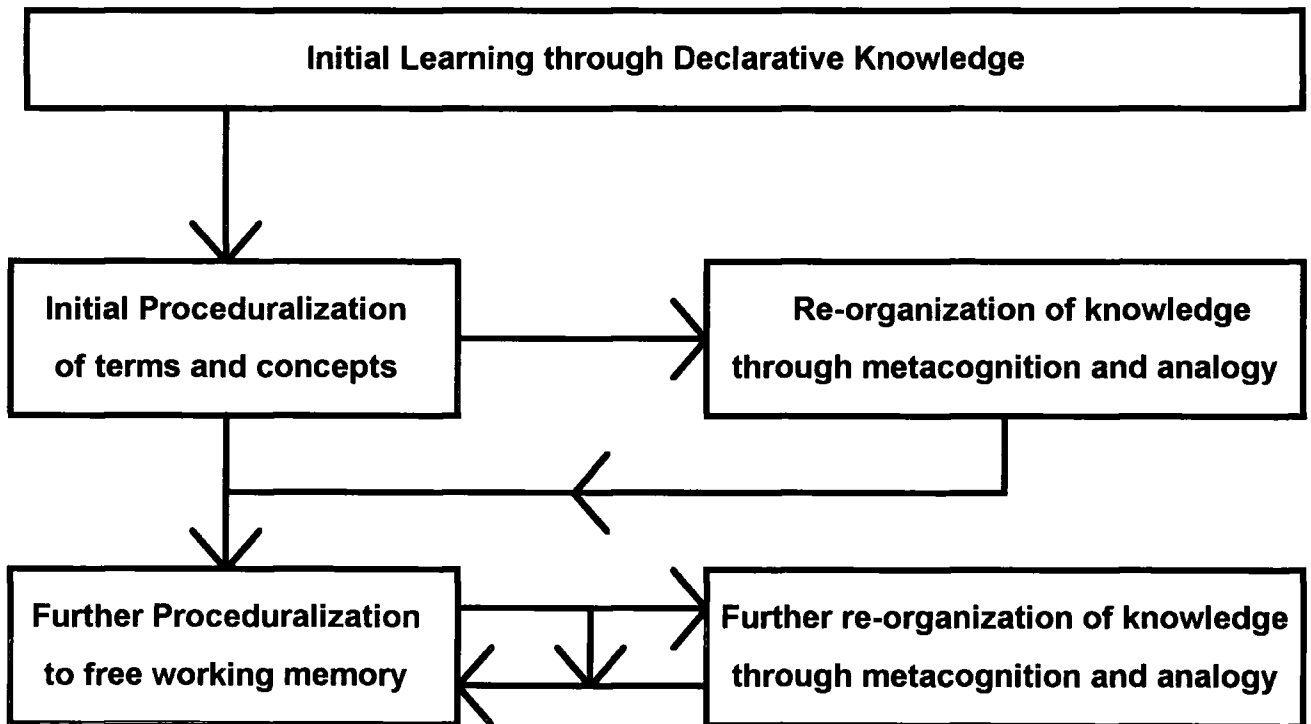 Initial Learning through Declarative Knowledge
Initial Proceduralization
of terms and concepts
Re-organization of knowledge
through metacognition and analogy
Further Proceduralization
to free working memory
Further re-organization of knowledge
through metacognition and analogy